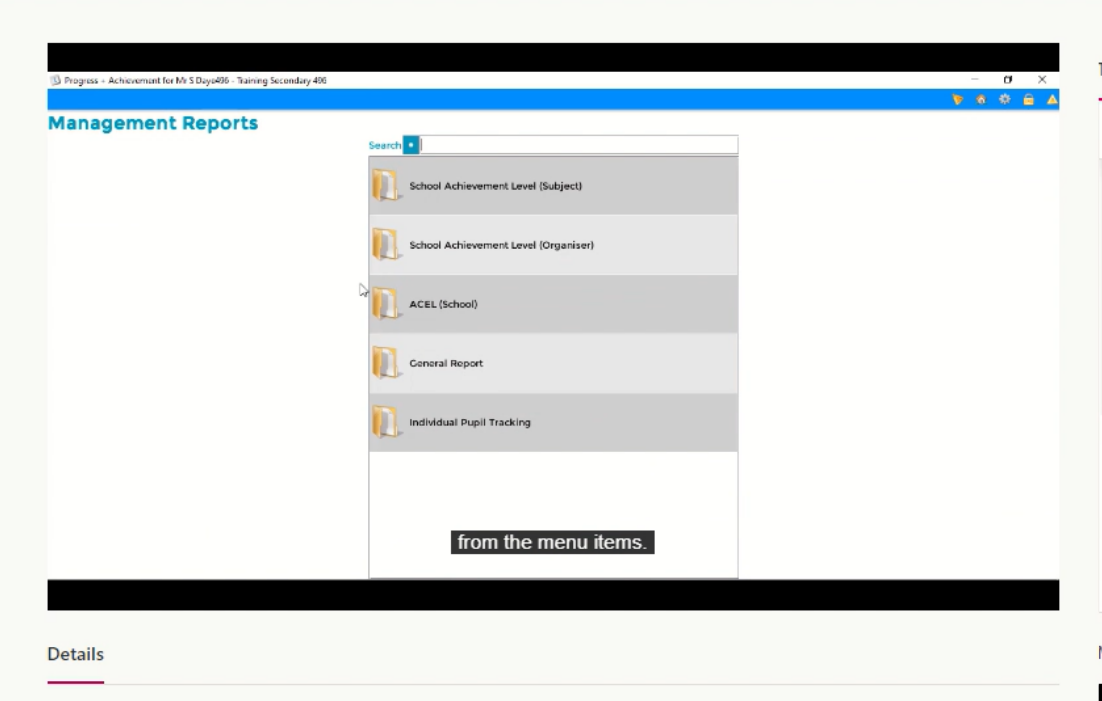 Progress + Achievement for Mr S Daya496 - Training Secondary 496
Management Reports
Search
School Achievement Level (Subject)
School Achievement Level (Organiser)
ACEL (School)
General Report
Individual Pupil Tracking
from the menu items.
Details